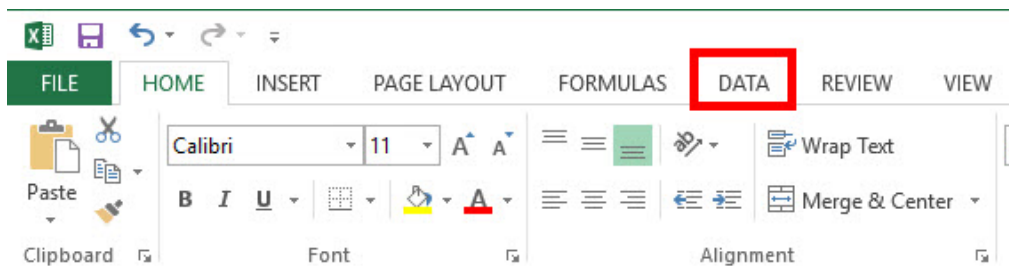 FILE HOME INSERT PAGE LAYOUT FORMULAS DATA REVIEW VIEW
Calibri 11 A A Wrap Text
Paste B I U A Merge & Center
Clipboard Font Alignment